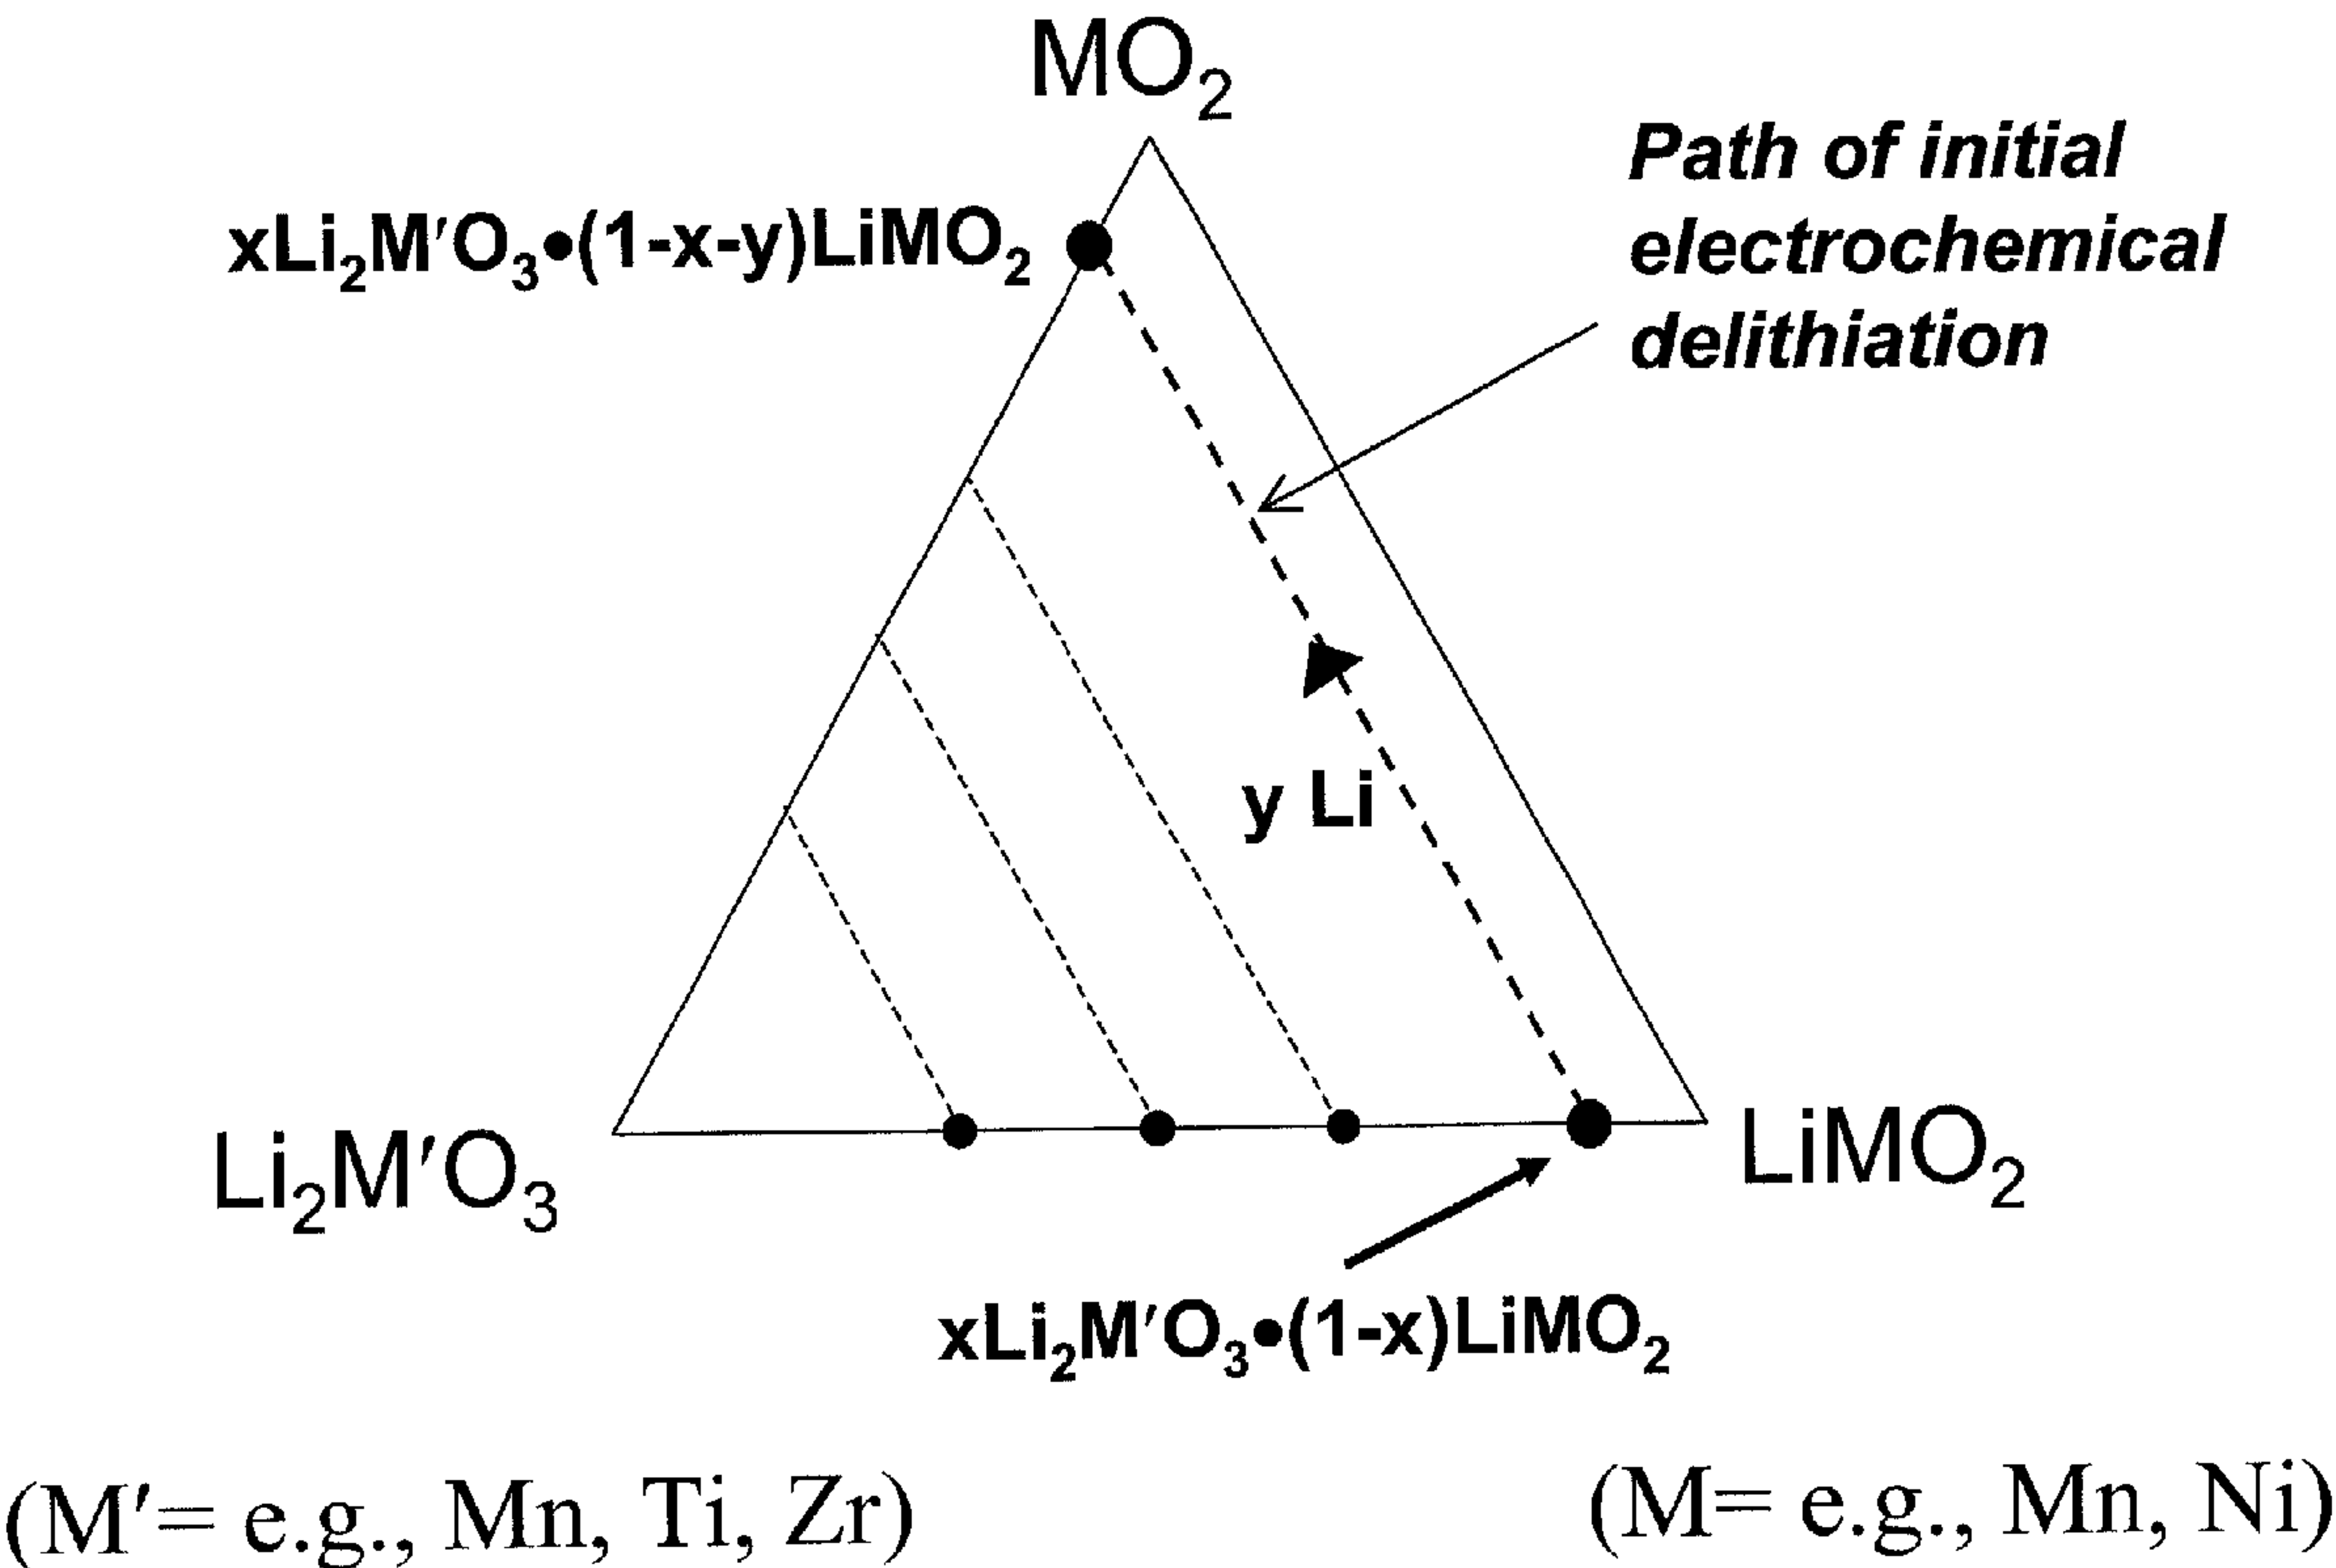 MO₂
Path of initial
electrochemical
delithiation
xLi₂M′O₃•(1-x-y)LiMO₂
y Li
Li₂M′O₃
LiMO₂
xLi₂M′O₃•(1-x)LiMO₂
(M′= e.g., Mn, Ti, Zr)
(M= e.g., Mn, Ni)